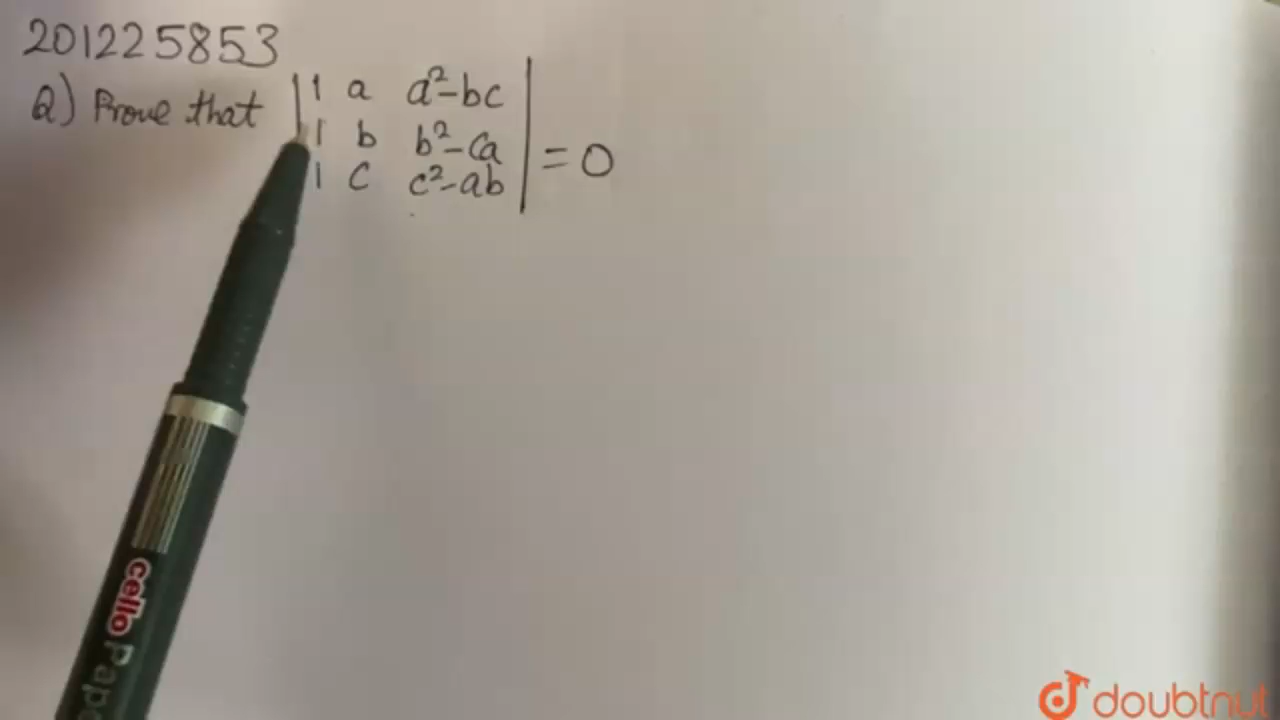 201225853
Q) Prove that | 1 a a²-bc |
| 1 b b²-ca | = 0
| 1 c c²-ab |
cello Pape
doubtnut